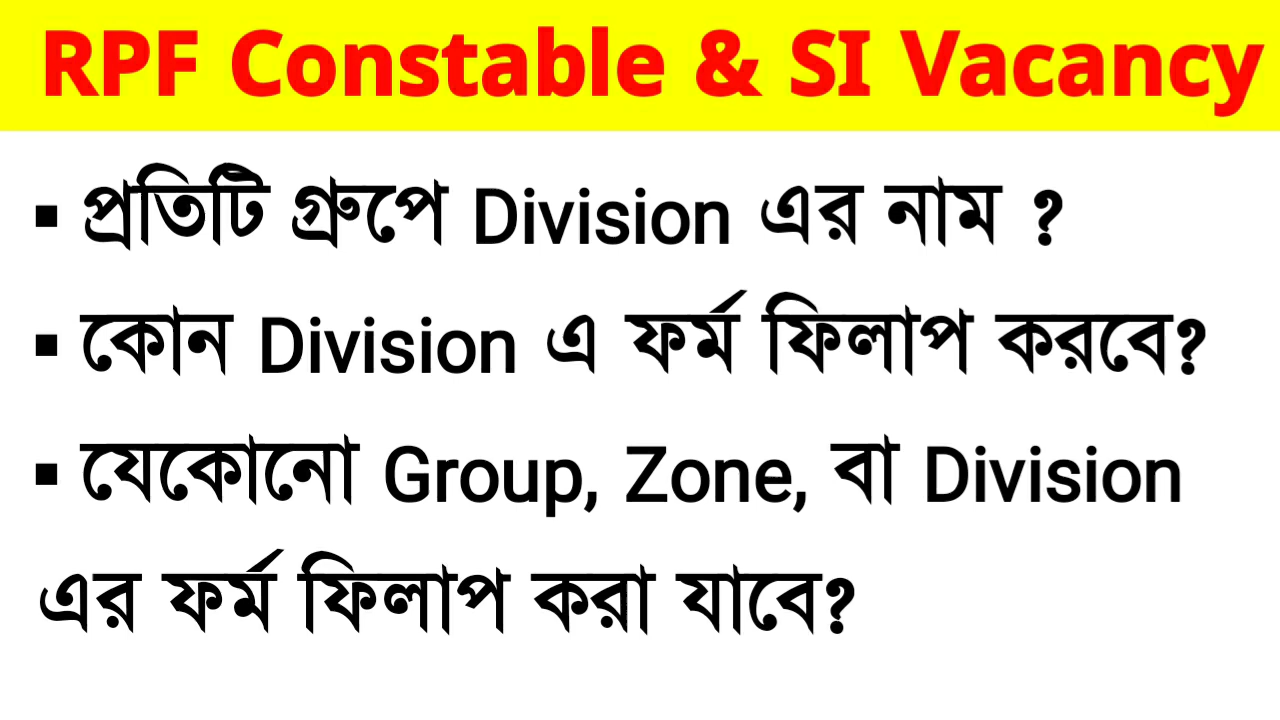 RPF Constable & SI Vacancy
▪ প্রতিটি গ্রুপে Division এর নাম ?
▪ কোন Division এ ফর্ম ফিলাপ করবে?
▪ যেকোনো Group, Zone, বা Division
এর ফর্ম ফিলাপ করা যাবে?